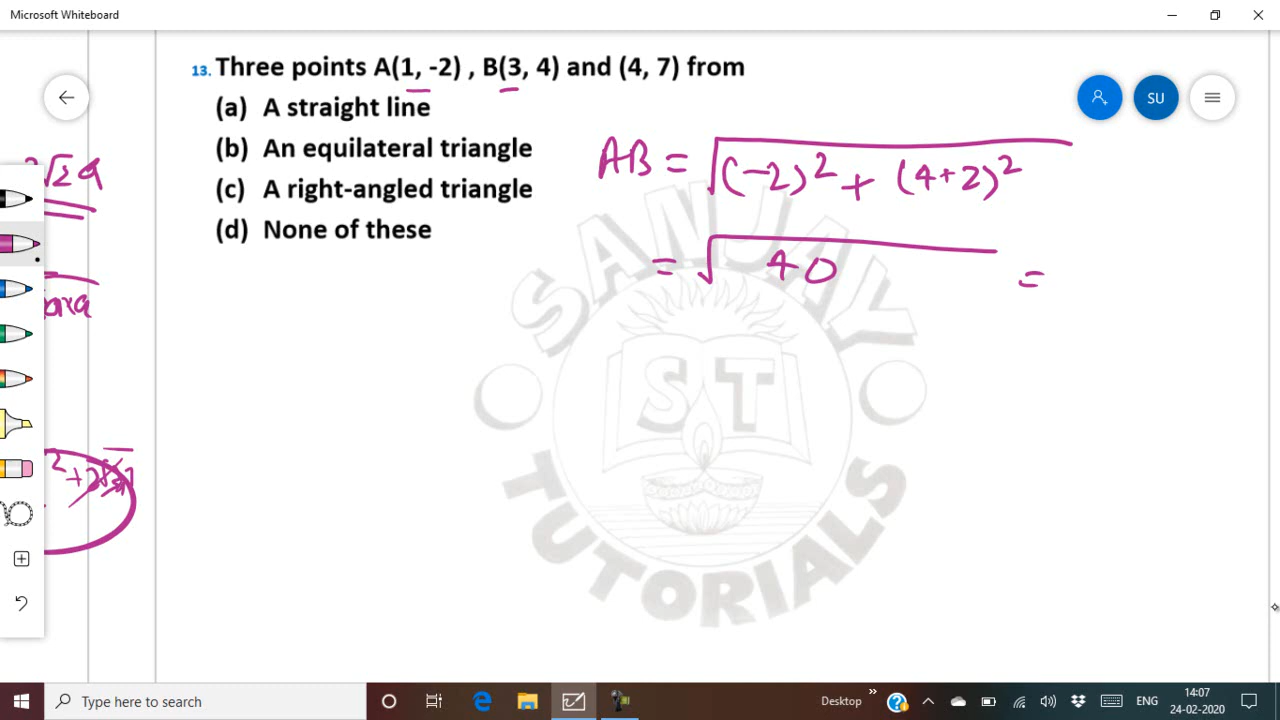 Microsoft Whiteboard
13. Three points A(1, -2) , B(3, 4) and (4, 7) from
(a) A straight line
(b) An equilateral triangle
(c) A right-angled triangle
(d) None of these
SU
AB = √(-2)² + (4+2)²
= √40 =
√2 a
SANJAY
ST
TUTORIALS
Type here to search
Desktop
ENG
14:07
24-02-2020